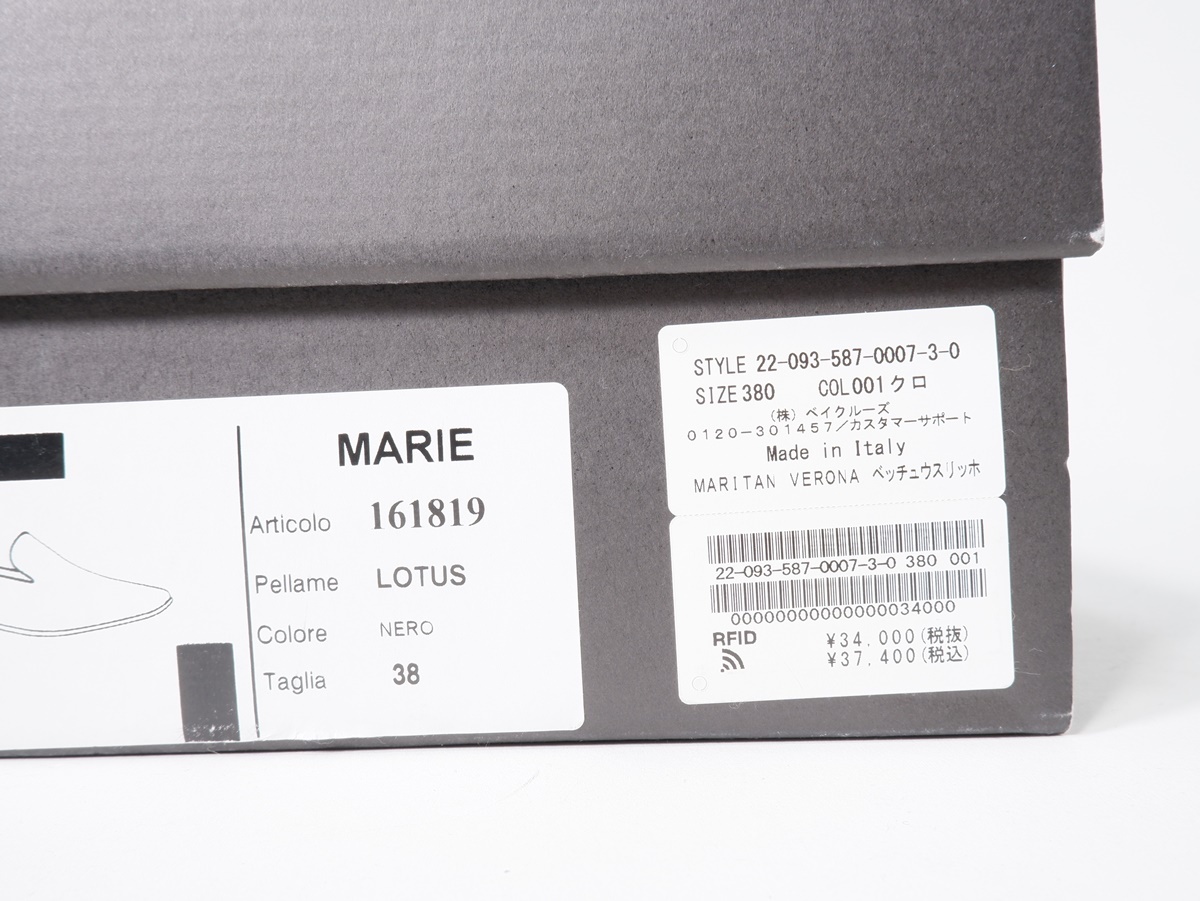 MARIE
Articolo 161819
Pellame LOTUS
Colore NERO
Taglia 38
STYLE 22-093-587-0007-3-0
SIZE380 COL001クロ
(株)ベイクルーズ
0120-301457/カスタマーサポート
Made in Italy
MARITAN VERONA ベッチュウスリッホ
22-093-587-0007-3-0 380 001
00000000000000034000
RFID
¥34,000(税抜)
¥37,400(税込)